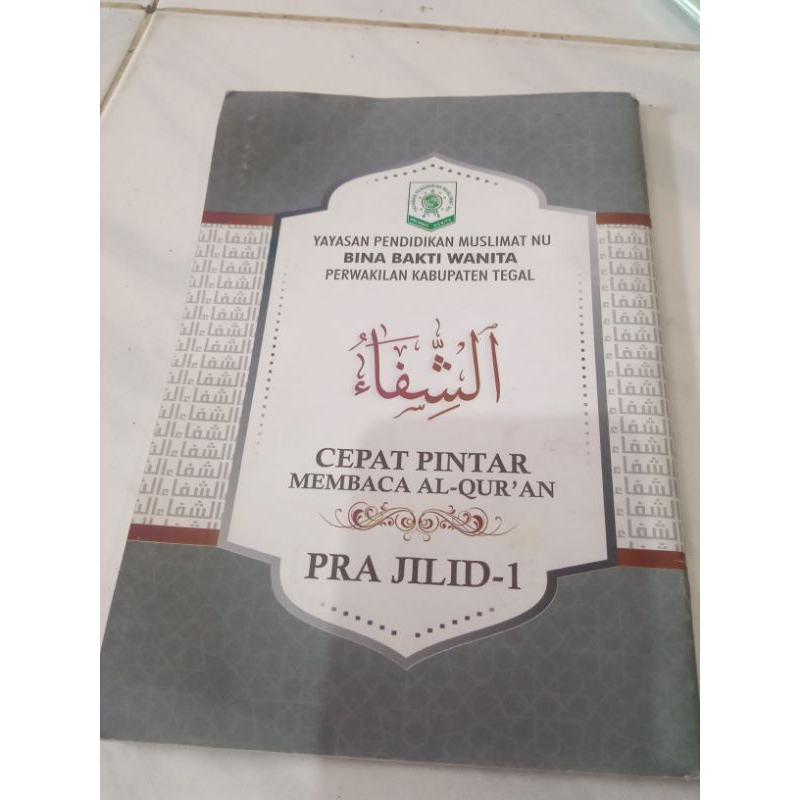 YAYASAN PENDIDIKAN MUSLIMAT NU
BINA BAKTI WANITA
PERWAKILAN KABUPATEN TEGAL
الشِّفَاءُ
CEPAT PINTAR
MEMBACA AL-QUR'AN
PRA JILID-1